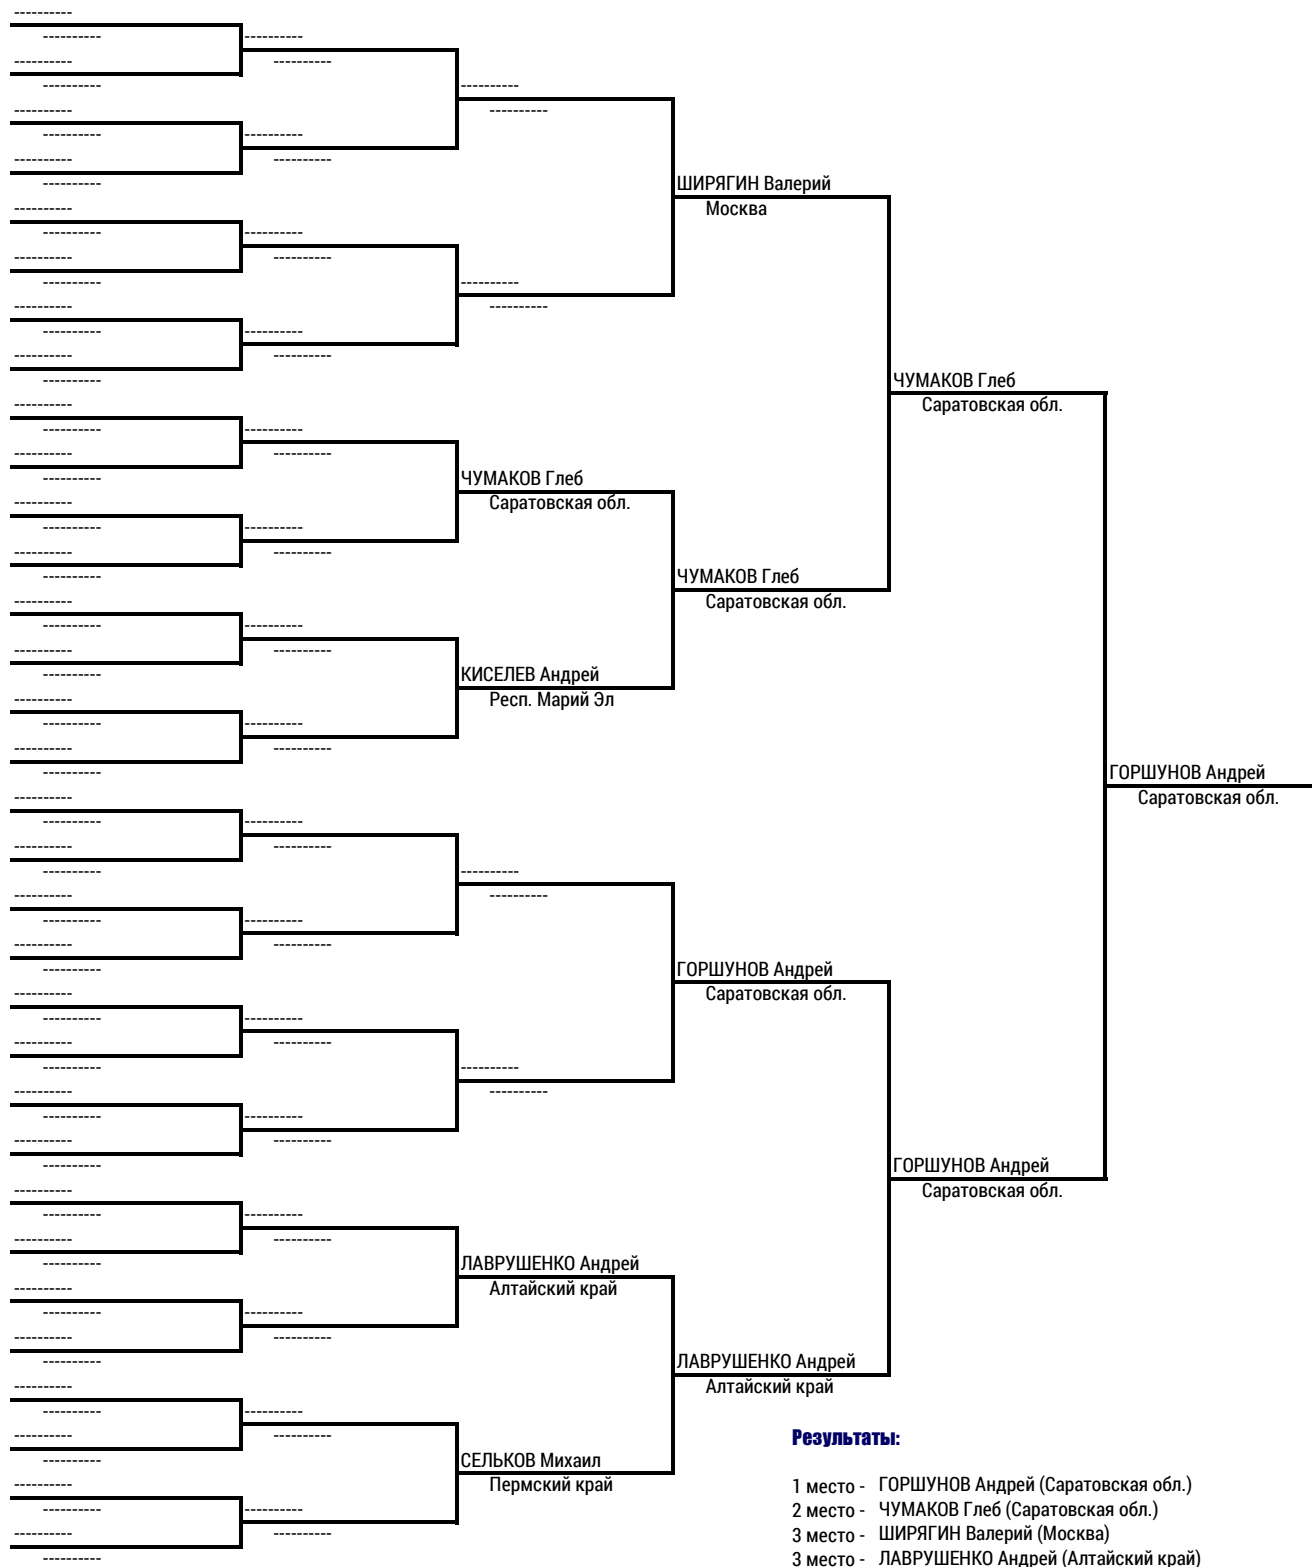 ШИРЯГИН Валерий
Москва
ЧУМАКОВ Глеб
Саратовская обл.
ЧУМАКОВ Глеб
Саратовская обл.
ЧУМАКОВ Глеб
Саратовская обл.
КИСЕЛЕВ Андрей
Респ. Марий Эл
ГОРШУНОВ Андрей
Саратовская обл.
ГОРШУНОВ Андрей
Саратовская обл.
ГОРШУНОВ Андрей
Саратовская обл.
ЛАВРУШЕНКО Андрей
Алтайский край
ЛАВРУШЕНКО Андрей
Алтайский край
СЕЛЬКОВ Михаил
Пермский край
Результаты:
1 место - ГОРШУНОВ Андрей (Саратовская обл.)
2 место - ЧУМАКОВ Глеб (Саратовская обл.)
3 место - ШИРЯГИН Валерий (Москва)
3 место - ЛАВРУШЕНКО Андрей (Алтайский край)